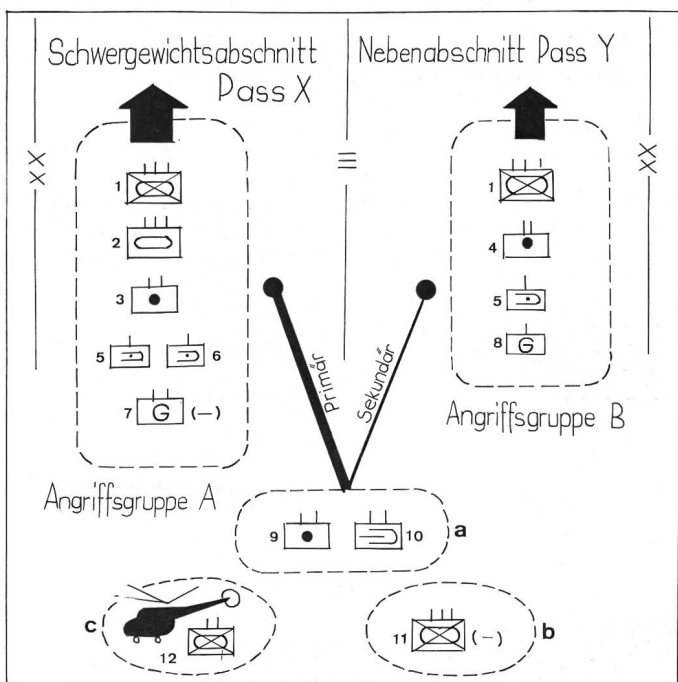 Schwergewichtsabschnitt
Pass X
Nebenabschnitt Pass Y
XX
XX
1
2
3
5
6
7
G
(—)
1
4
5
8
G
Primär
Sekundär
Angriffsgruppe A
Angriffsgruppe B
9
10
a
c
12
11
(—)
b